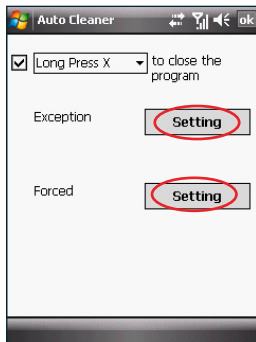 Auto Cleaner ok
Long Press X to close the
program
Exception Setting
Forced Setting